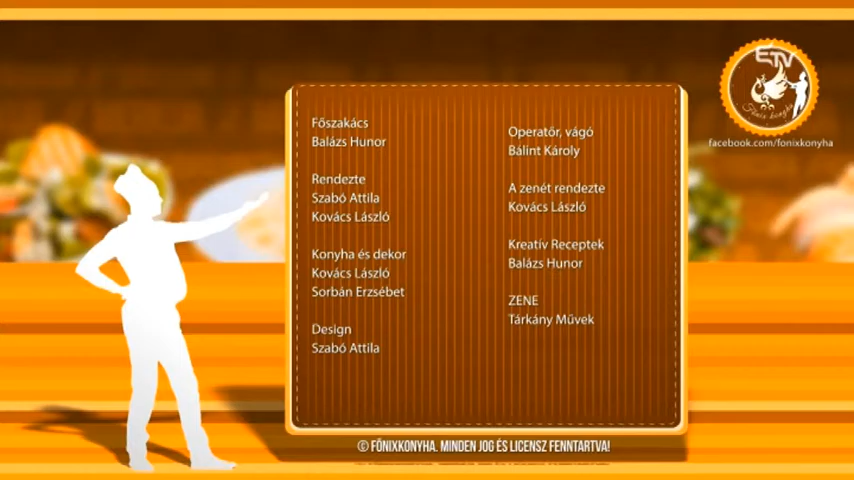 ETV
Főnix konyha
facebook.com/fonixkonyha
Főszakács
Balázs Hunor
Rendezte
Szabó Attila
Kovács László
Konyha és dekor
Kovács László
Sorbán Erzsébet
Design
Szabó Attila
Operatőr, vágó
Bálint Károly
A zenét rendezte
Kovács László
Kreatív Receptek
Balázs Hunor
ZENE
Tárkány Művek
© FŐNIXKONYHA. MINDEN JOG ÉS LICENSZ FENNTARTVA!